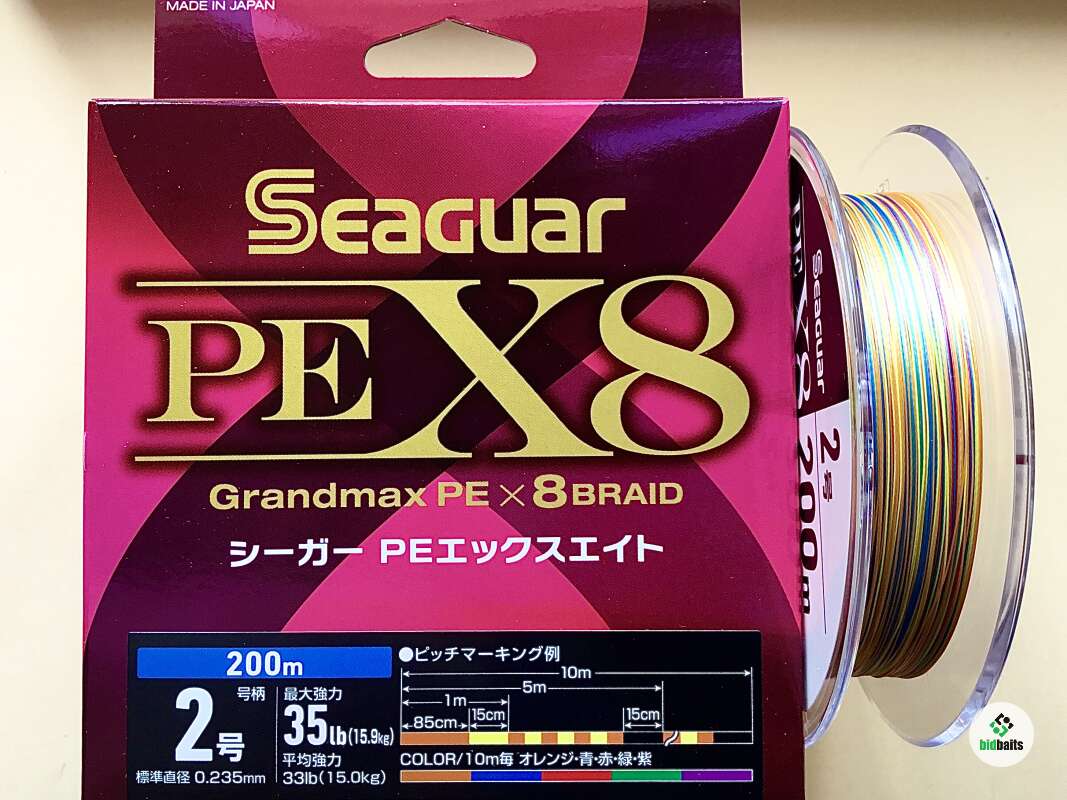 MADE IN JAPAN
SEAGUAR
PE X8
Grandmax PE × 8 BRAID
シーガー PEエックスエイト
200m
2号
号柄
標準直径 0.235mm
最大強力
35lb(15.9kg)
平均強力
33lb(15.0kg)
●ピッチマーキング例
10m
5m
1m
85cm
15cm
15cm
COLOR/10m毎 オレンジ・青・赤・緑・紫
SEAGUAR
PE X8
2号
200m
bidbaits